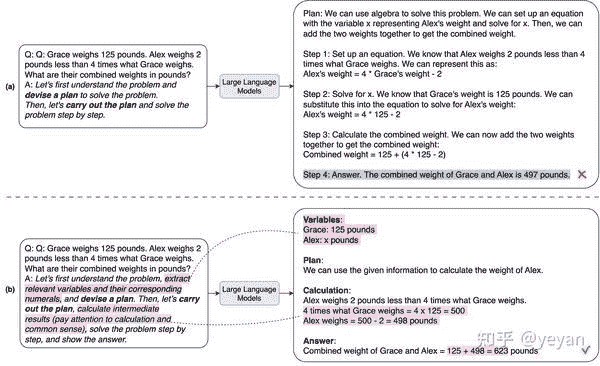 (a)
Q: Q: Grace weighs 125 pounds. Alex weighs 2
pounds less than 4 times what Grace weighs.
What are their combined weights in pounds?
A: Let's first understand the problem and
devise a plan to solve the problem.
Then, let's carry out the plan and solve the
problem step by step.
Large Language
Models
Plan: We can use algebra to solve this problem. We can set up an equation
with the variable x representing Alex's weight and solve for x. Then, we can
add the two weights together to get the combined weight.
Step 1: Set up an equation. We know that Alex weighs 2 pounds less than 4
times what Grace weighs. We can represent this as:
Alex's weight = 4 * Grace's weight - 2
Step 2: Solve for x. We know that Grace's weight is 125 pounds. We can
substitute this into the equation to solve for Alex's weight:
Alex's weight = 4 * 125 - 2
Step 3: Calculate the combined weight. We can now add the two weights
together to get the combined weight:
Combined weight = 125 + (4 * 125 - 2)
Step 4: Answer. The combined weight of Grace and Alex is 497 pounds.
(b)
Q: Q: Grace weighs 125 pounds. Alex weighs 2
pounds less than 4 times what Grace weighs.
What are their combined weights in pounds?
A: Let's first understand the problem, extract
relevant variables and their corresponding
numerals, and devise a plan. Then, let's carry
out the plan, calculate intermediate
results (pay attention to calculation and
common sense), solve the problem step by
step, and show the answer.
Large Language
Models
Variables:
Grace: 125 pounds
Alex: x pounds
Plan:
We can use the given information to calculate the weight of Alex.
Calculation:
Alex weighs 2 pounds less than 4 times what Grace weighs.
4 times what Grace weighs = 4 x 125 = 500
Alex weighs = 500 - 2 = 498 pounds
Answer:
Combined weight of Grace and Alex = 125 + 498 = 623 pounds
知乎 @yeyan